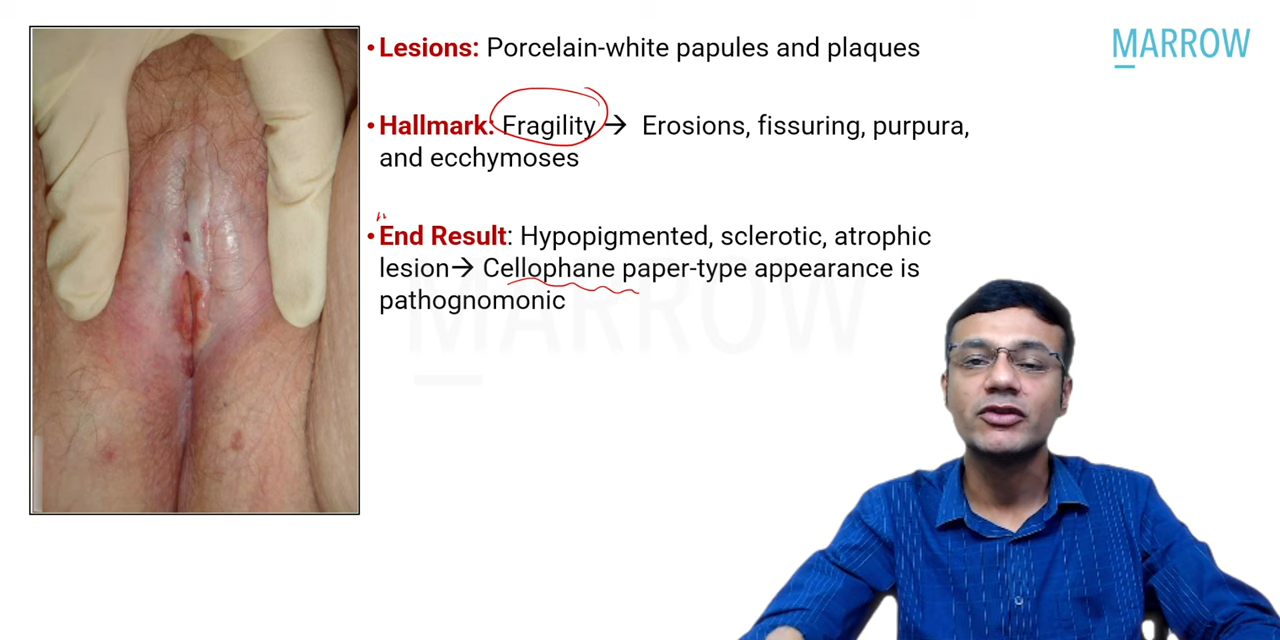 MARROW
• Lesions: Porcelain-white papules and plaques
• Hallmark: Fragility → Erosions, fissuring, purpura,
and ecchymoses
• End Result: Hypopigmented, sclerotic, atrophic
lesion→ Cellophane paper-type appearance is
pathognomonic
MARROW